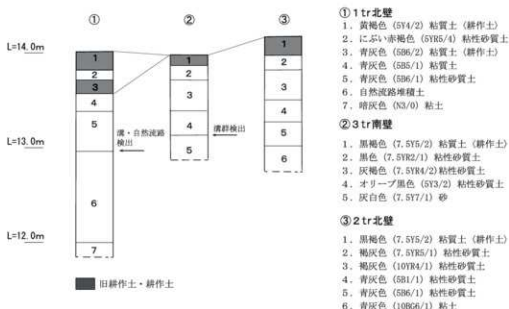 ①
②
③
L=14.0m
L=13.0m
L=12.0m
1
2
3
4
5
6
7
1
2
3
4
5
1
2
3
4
5
6
溝・自然流路
検出
溝群検出
旧耕作土・耕作土
①1tr北壁
1．黄褐色（5Y4/2）粘質土（耕作土）
2．にぶい赤褐色（5YR5/4）粘性砂質土
3．青灰色（5B6/2）粘質土（耕作土）
4．青灰色（5B5/1）粘質土
5．青灰色（5B6/1）粘性砂質土
6．自然流路堆積土
7．暗灰色（N3/0）粘土
②3tr南壁
1．黒褐色（7.5Y5/2）粘質土（耕作土）
2．黒色（7.5YR2/1）粘性砂質土
3．灰褐色（7.5YR4/2)粘性砂質土
4．オリーブ黒色（5Y3/2）粘性砂質土
5．灰白色（5Y7/1）砂
③2tr北壁
1．黒褐色（7.5Y5/2）粘質土（耕作土）
2．褐灰色（7.5YR5/1）粘性砂質土
3．褐灰色（10YR4/1）粘性砂質土
4．青灰色（5B1/1）粘性砂質土
5．青灰色（5B6/1）粘性砂質土
6．青灰色（10BG6/1）粘土